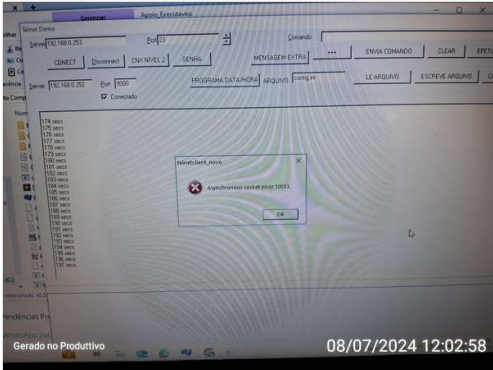 Gerenciar
Apoio_Executaveis
Telnet Demo
Server 192.168.0.253
Port 23
Comando
CONECT
Disconnect
CNX NIVEL 2
SENHA
MENSAGEM EXTRA
...
ENVIA COMANDO
CLEAR
Server 192.168.0.252
Port 9000
PROGRAMA DATA/HORA
ARQUIVO config.ini
LÊ ARQUIVO
ESCREVE ARQUIVO
Conectado
174 secs
175 secs
176 secs
177 secs
178 secs
179 secs
180 secs
181 secs
182 secs
183 secs
184 secs
185 secs
186 secs
187 secs
188 secs
189 secs
190 secs
191 secs
192 secs
193 secs
194 secs
195 secs
196 secs
197 secs
telnetclient_novo
Asynchronous socket error 10053.
OK
Gerado no Produttivo
08/07/2024 12:02:58